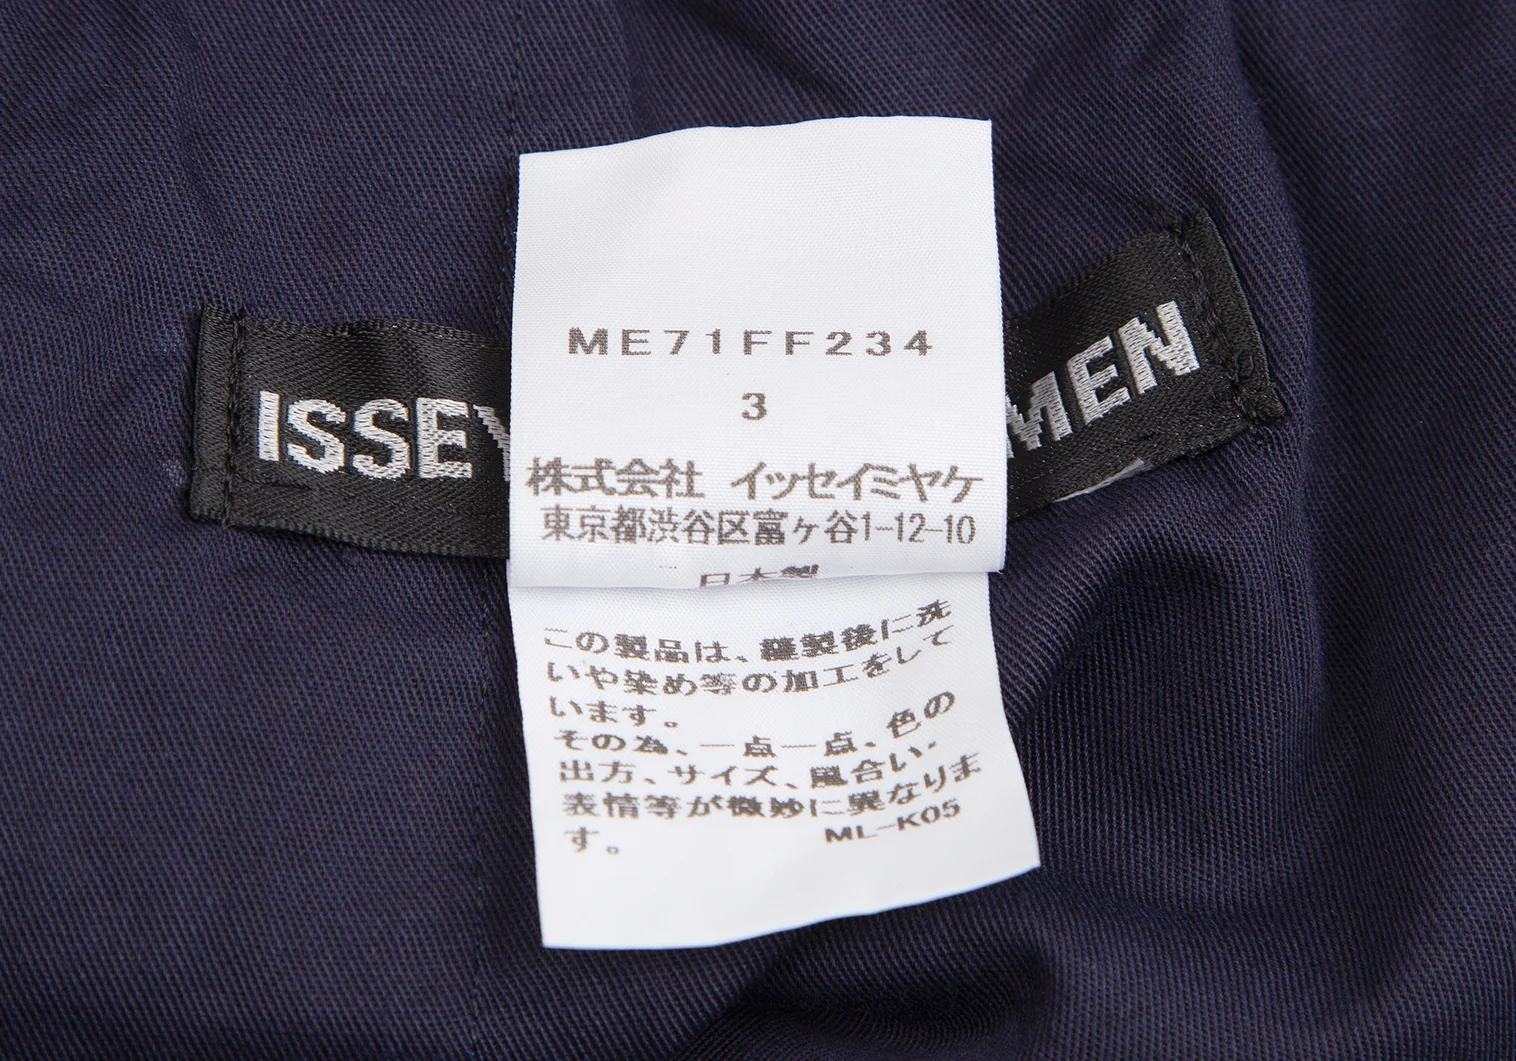 ISSEY
MEN
ME71FF234
3
株式会社 イッセイミヤケ
東京都渋谷区富ヶ谷1-12-10
日本製
この製品は、縫製後に洗
いや染め等の加工をして
います。
その為、一点一点、色の
出方、サイズ、風合い、
表情等が微妙に異なりま
す。
ML-K05